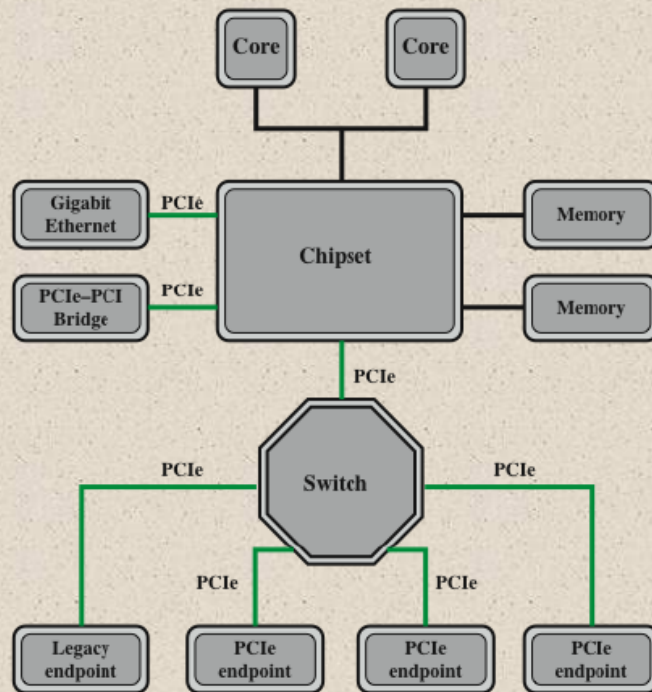 Core
Core
Gigabit
Ethernet
PCIe
Chipset
Memory
PCIe–PCI
Bridge
PCIe
Memory
PCIe
PCIe
Switch
PCIe
PCIe
PCIe
Legacy
endpoint
PCIe
endpoint
PCIe
endpoint
PCIe
endpoint